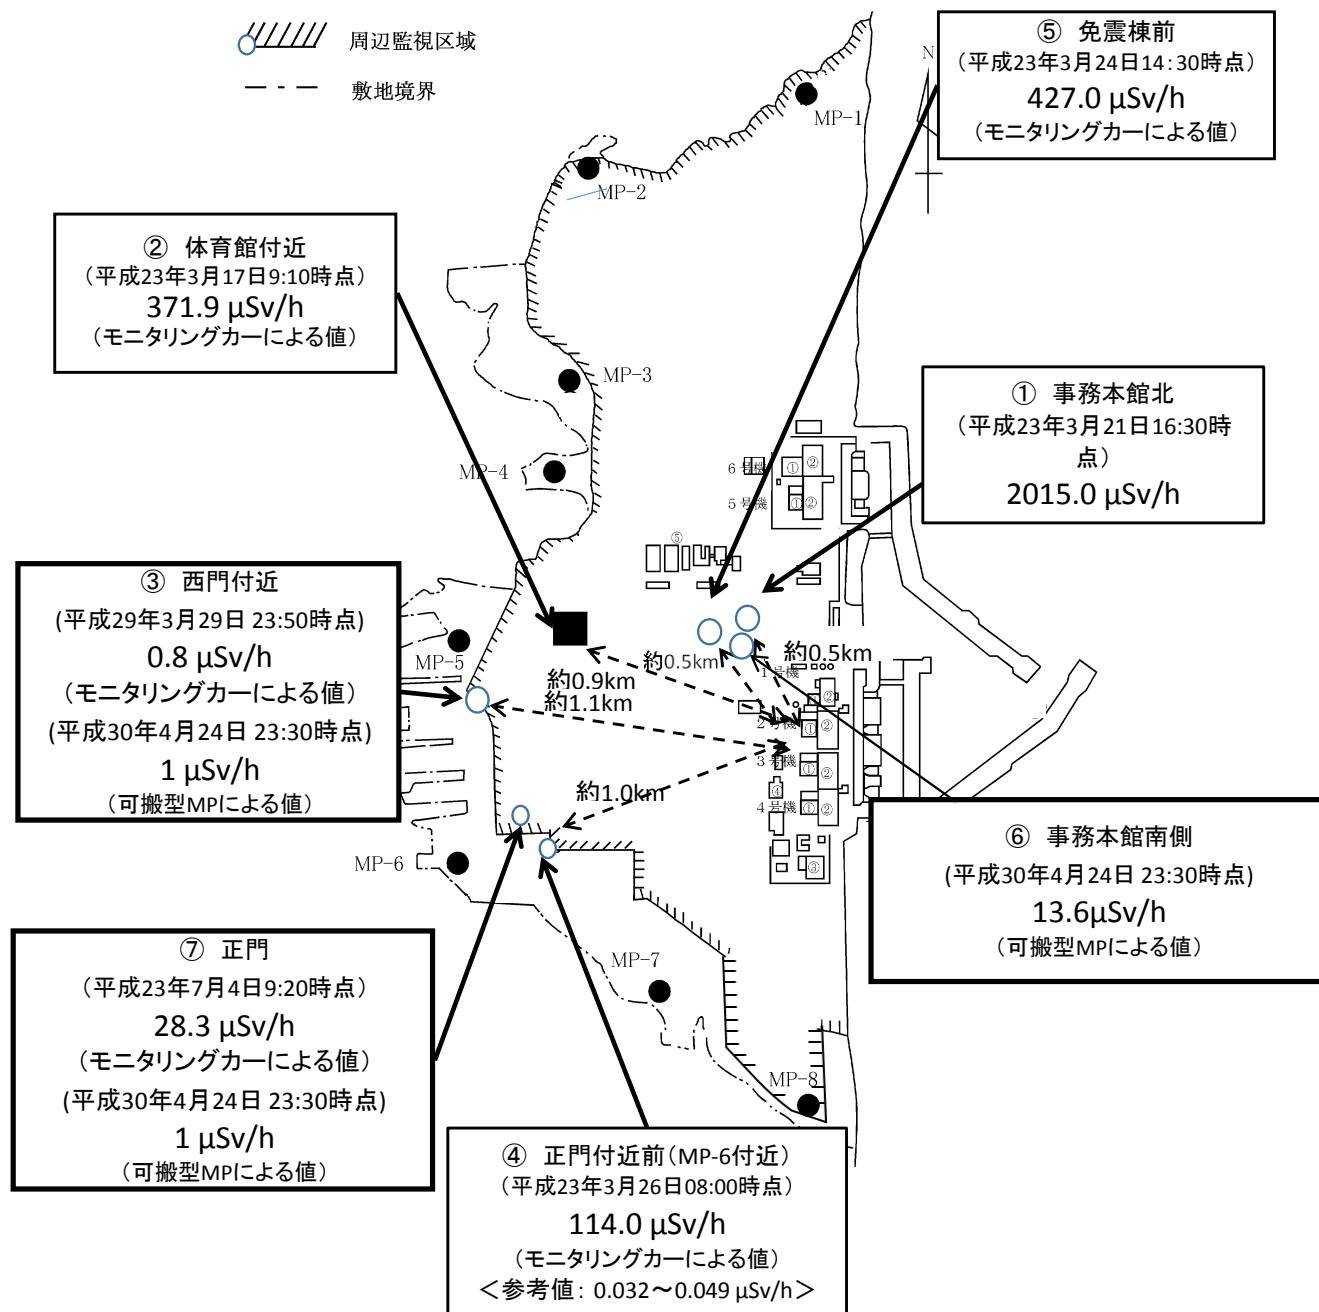 周辺監視区域
敷地境界
⑤ 免震棟前
(平成23年3月24日14:30時点)
427.0 μSv/h
(モニタリングカーによる値)
N
MP-1
MP-2
② 体育館付近
(平成23年3月17日9:10時点)
371.9 μSv/h
(モニタリングカーによる値)
MP-3
① 事務本館北
(平成23年3月21日16:30時
点)
2015.0 μSv/h
MP-4
6号機
① ②
5号機
① ②
⑤
③ 西門付近
(平成29年3月29日 23:50時点)
0.8 μSv/h
(モニタリングカーによる値)
(平成30年4月24日 23:30時点)
1 μSv/h
(可搬型MPによる値)
MP-5
約0.9km
約1.1km
約0.5km
約0.5km
1号機
②
2号機
① ②
3号機
① ②
④
4号機
① ②
③
約1.0km
MP-6
⑥ 事務本館南側
(平成30年4月24日 23:30時点)
13.6μSv/h
(可搬型MPによる値)
⑦ 正門
(平成23年7月4日9:20時点)
28.3 μSv/h
(モニタリングカーによる値)
(平成30年4月24日 23:30時点)
1 μSv/h
(可搬型MPによる値)
MP-7
MP-8
④ 正門付近前(MP-6付近)
(平成23年3月26日08:00時点)
114.0 μSv/h
(モニタリングカーによる値)
<参考値: 0.032～0.049 μSv/h>